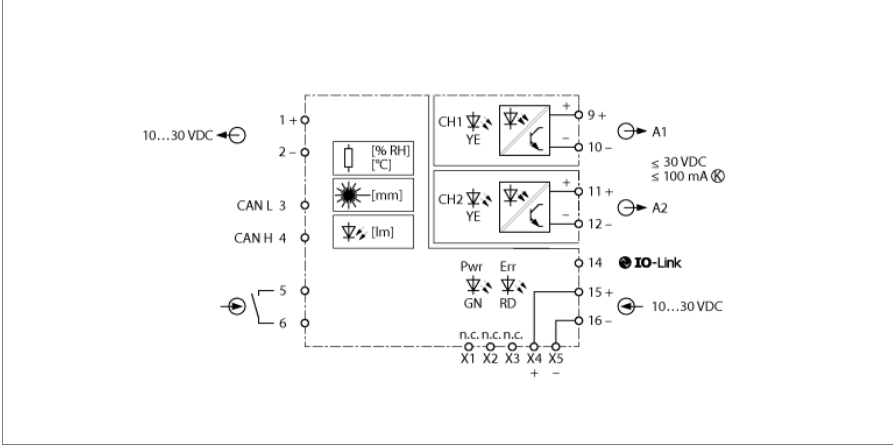 10...30 VDC
1 +
2 –
CAN L 3
CAN H 4
5
6
[% RH]
[°C]
[mm]
[lm]
CH1
YE
+
–
9 +
10 –
A1
≤ 30 VDC
≤ 100 mA Ⓚ
CH2
YE
+
–
11 +
12 –
A2
14 IO-Link
Pwr Err
GN RD
15 +
16 –
10...30 VDC
n.c. n.c. n.c.
X1 X2 X3 X4 X5
+ –